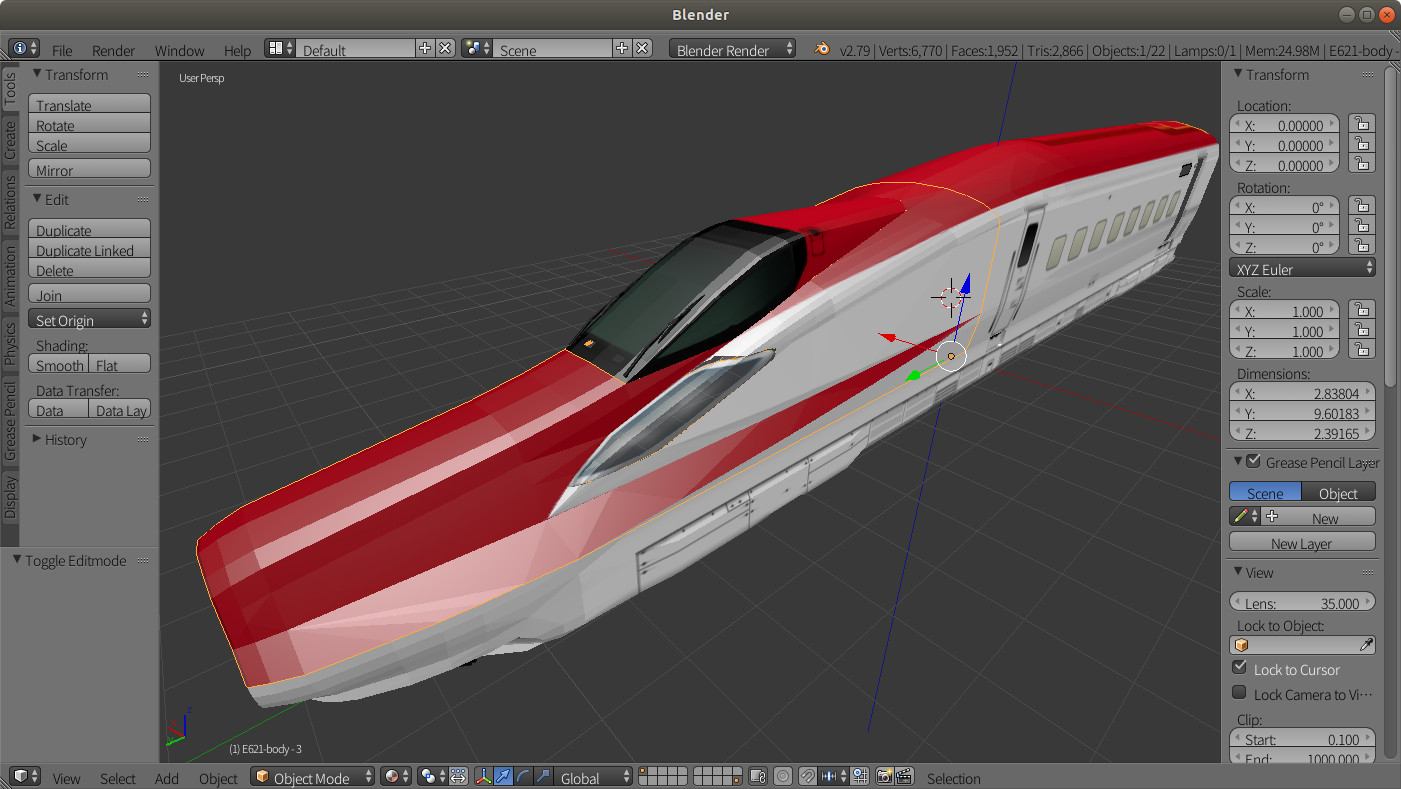 Blender
File Render Window Help Default Scene Blender Render v2.79 | Verts:6,770 | Faces:1,952 | Tris:2,866 | Objects:1/22 | Lamps:0/1 | Mem:24.98M | E621-body -
Tools
Create
Relations
Animation
Physics
Grease Pencil
Display
Transform
Translate
Rotate
Scale
Mirror
Edit
Duplicate
Duplicate Linked
Delete
Join
Set Origin
Shading:
Smooth Flat
Data Transfer:
Data Data Lay
History
Toggle Editmode
User Persp
(1) E621-body - 3
Transform
Location:
X: 0.00000
Y: 0.00000
Z: 0.00000
Rotation:
X: 0°
Y: 0°
Z: 0°
XYZ Euler
Scale:
X: 1.000
Y: 1.000
Z: 1.000
Dimensions:
X: 2.83804
Y: 9.60183
Z: 2.39165
Grease Pencil Layer
Scene Object
New
New Layer
View
Lens: 35.000
Lock to Object:
Lock to Cursor
Lock Camera to Vi···
Clip:
Start: 0.100
End: 1000.000
View Select Add Object Object Mode Global Selection